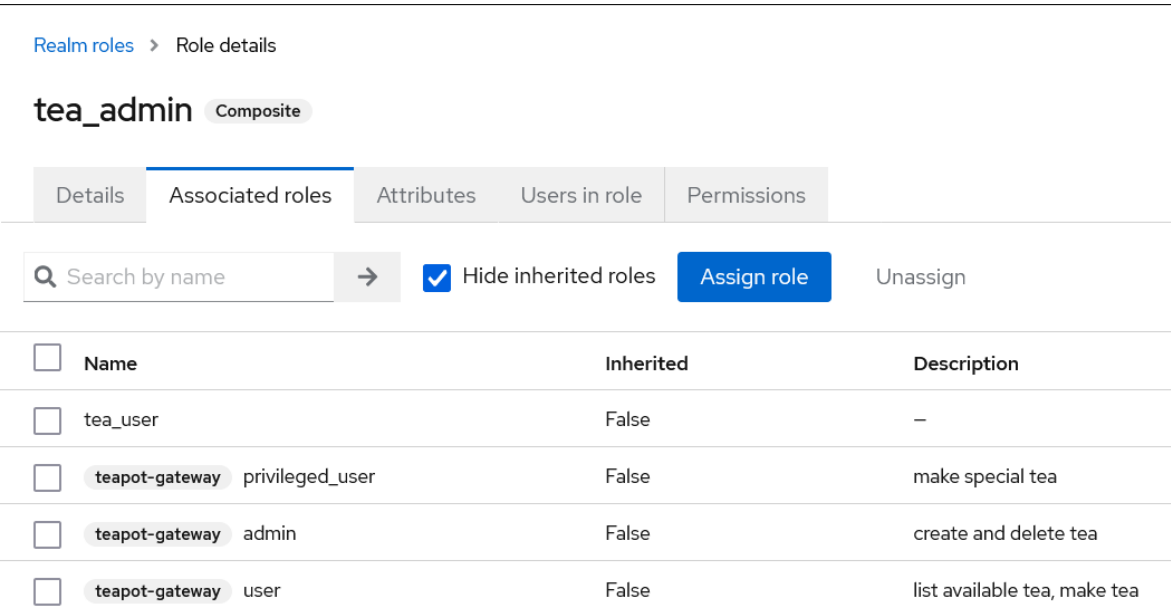 Realm roles > Role details
tea_admin Composite
Details Associated roles Attributes Users in role Permissions
Search by name Hide inherited roles Assign role Unassign
Name Inherited Description
tea_user False –
teapot-gateway privileged_user False make special tea
teapot-gateway admin False create and delete tea
teapot-gateway user False list available tea, make tea